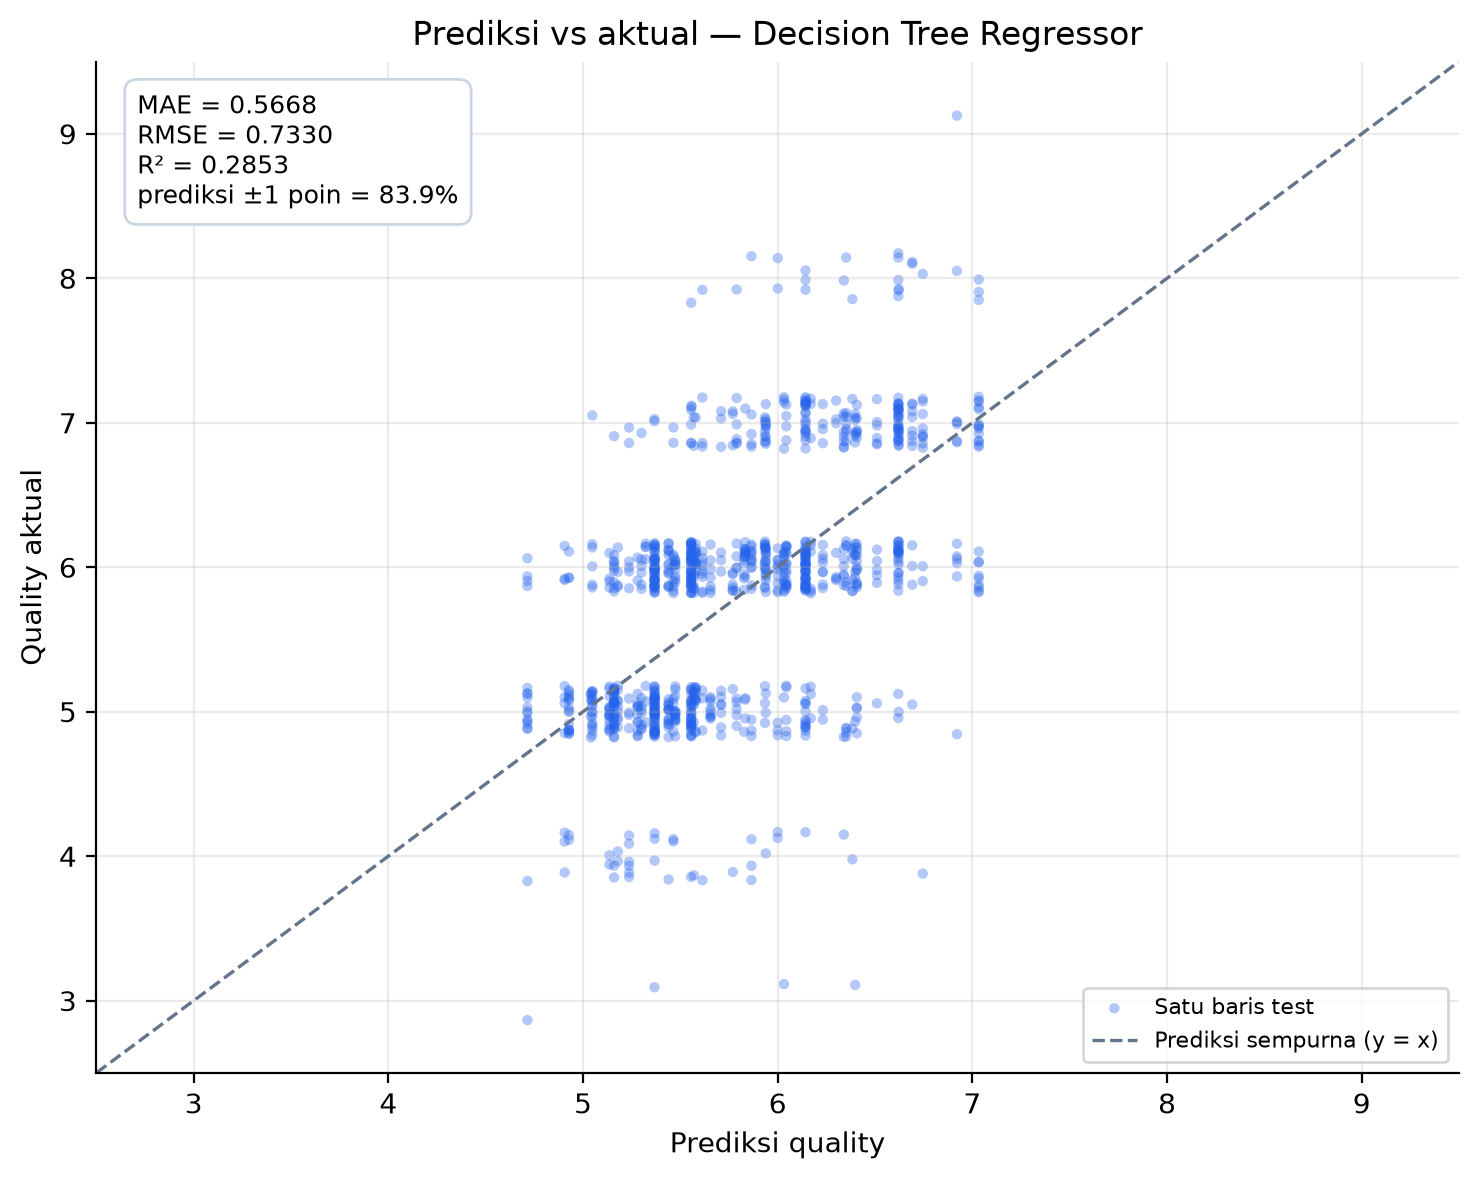 Prediksi vs aktual — Decision Tree Regressor
MAE = 0.5668
RMSE = 0.7330
R² = 0.2853
prediksi ±1 poin = 83.9%
Quality aktual
9
8
7
6
5
4
3
Satu baris test
Prediksi sempurna (y = x)
3 4 5 6 7 8 9
Prediksi quality